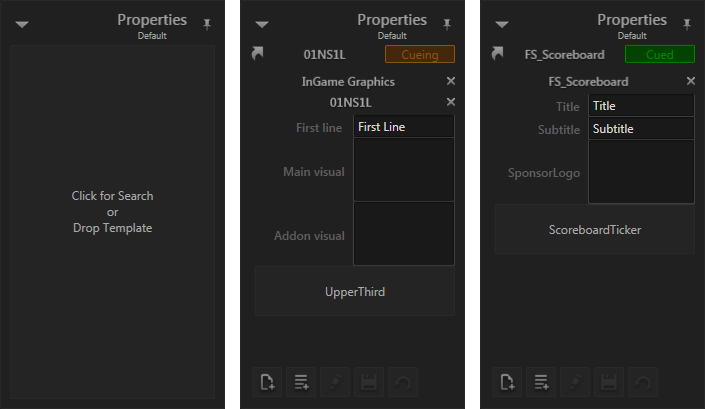 Properties
Default
Click for Search
or
Drop Template
Properties
Default
01NS1L Cueing
InGame Graphics
01NS1L
First line First Line
Main visual
Addon visual
UpperThird
Properties
Default
FS_Scoreboard Cued
FS_Scoreboard
Title Title
Subtitle Subtitle
SponsorLogo
ScoreboardTicker